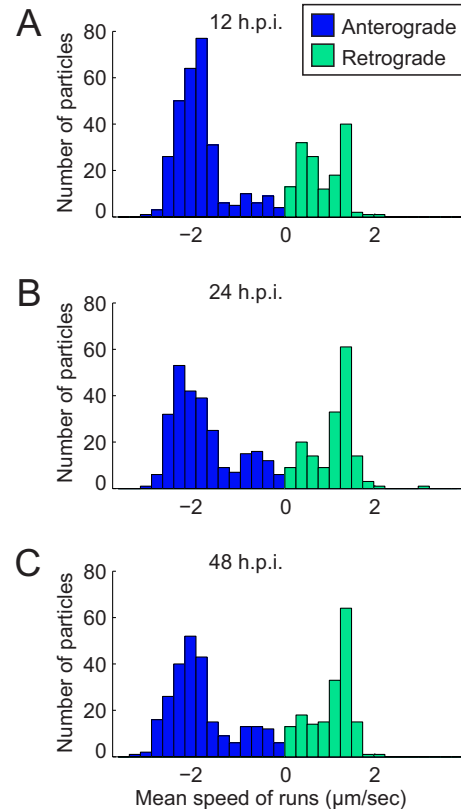 A
12 h.p.i.
Anterograde
Retrograde
Number of particles
80
60
40
20
0
−2 0 2
B
24 h.p.i.
Number of particles
80
60
40
20
0
−2 0 2
C
48 h.p.i.
Number of particles
80
60
40
20
0
−2 0 2
Mean speed of runs (μm/sec)